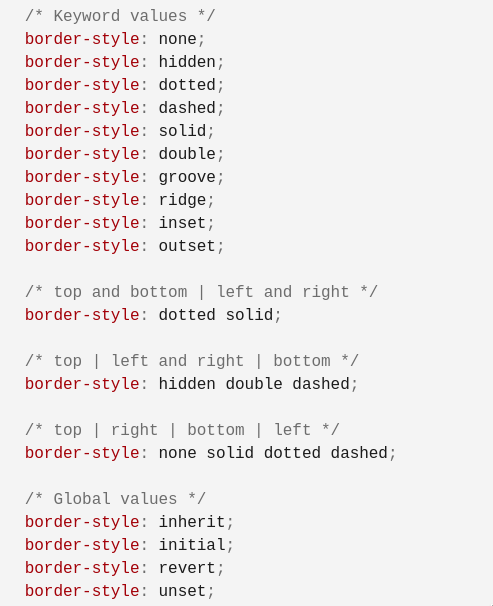 /* Keyword values */
border-style: none;
border-style: hidden;
border-style: dotted;
border-style: dashed;
border-style: solid;
border-style: double;
border-style: groove;
border-style: ridge;
border-style: inset;
border-style: outset;

/* top and bottom | left and right */
border-style: dotted solid;

/* top | left and right | bottom */
border-style: hidden double dashed;

/* top | right | bottom | left */
border-style: none solid dotted dashed;

/* Global values */
border-style: inherit;
border-style: initial;
border-style: revert;
border-style: unset;